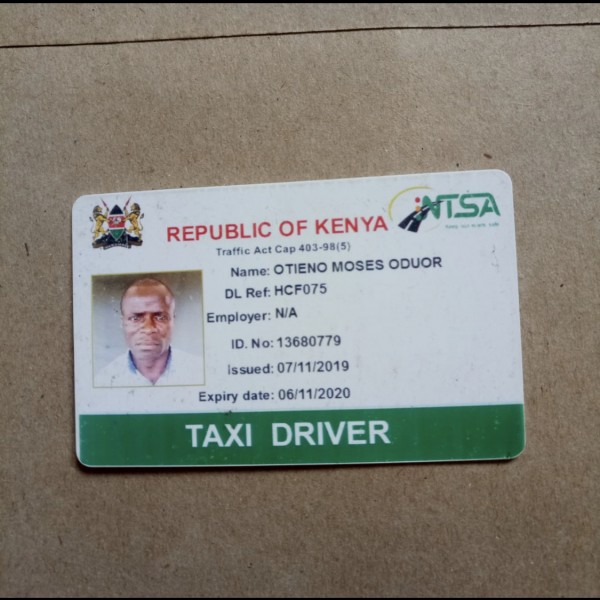 REPUBLIC OF KENYA
NTSA
Traffic Act Cap 403-98(5)
Name: OTIENO MOSES ODUOR
DL Ref: HCF075
Employer: N/A
ID. No: 13680779
Issued: 07/11/2019
Expiry date: 06/11/2020
TAXI DRIVER